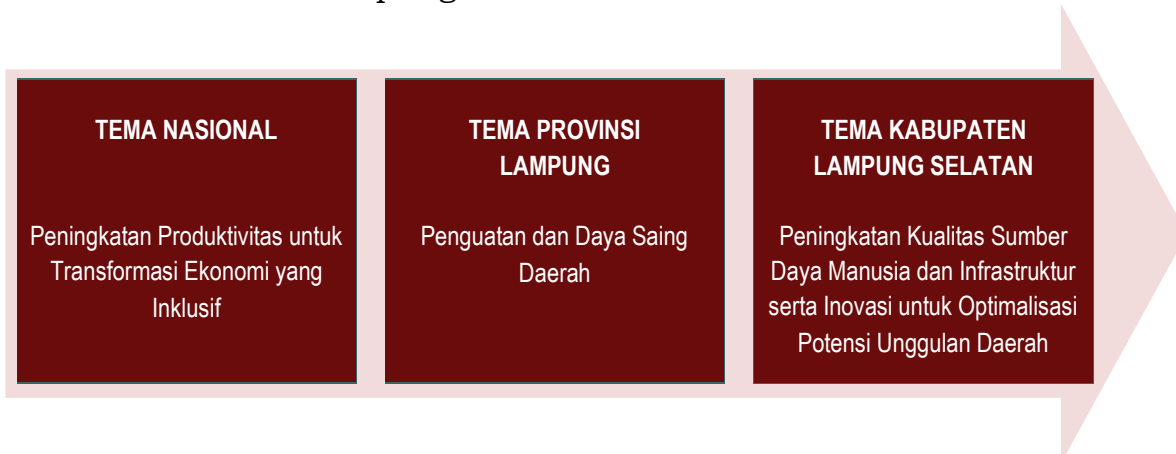 TEMA NASIONAL
Peningkatan Produktivitas untuk
Transformasi Ekonomi yang
Inklusif
TEMA PROVINSI
LAMPUNG
Penguatan dan Daya Saing
Daerah
TEMA KABUPATEN
LAMPUNG SELATAN
Peningkatan Kualitas Sumber
Daya Manusia dan Infrastruktur
serta Inovasi untuk Optimalisasi
Potensi Unggulan Daerah